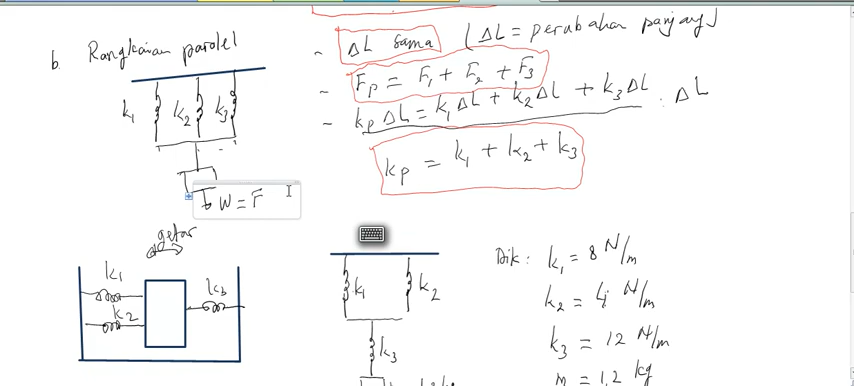 b. Rangkaian paralel
- ΔL sama (ΔL = perubahan panjang)
- Fp = F1 + F2 + F3
- kp ΔL = k1 ΔL + k2 ΔL + k3 ΔL : ΔL
kp = k1 + k2 + k3
k1 k2 k3
W = F
getar
k1
k2
k3
k1 k2
k3
Dik : k1 = 8 N/m
k2 = 4 N/m
k3 = 12 N/m
m = 1,2 kg